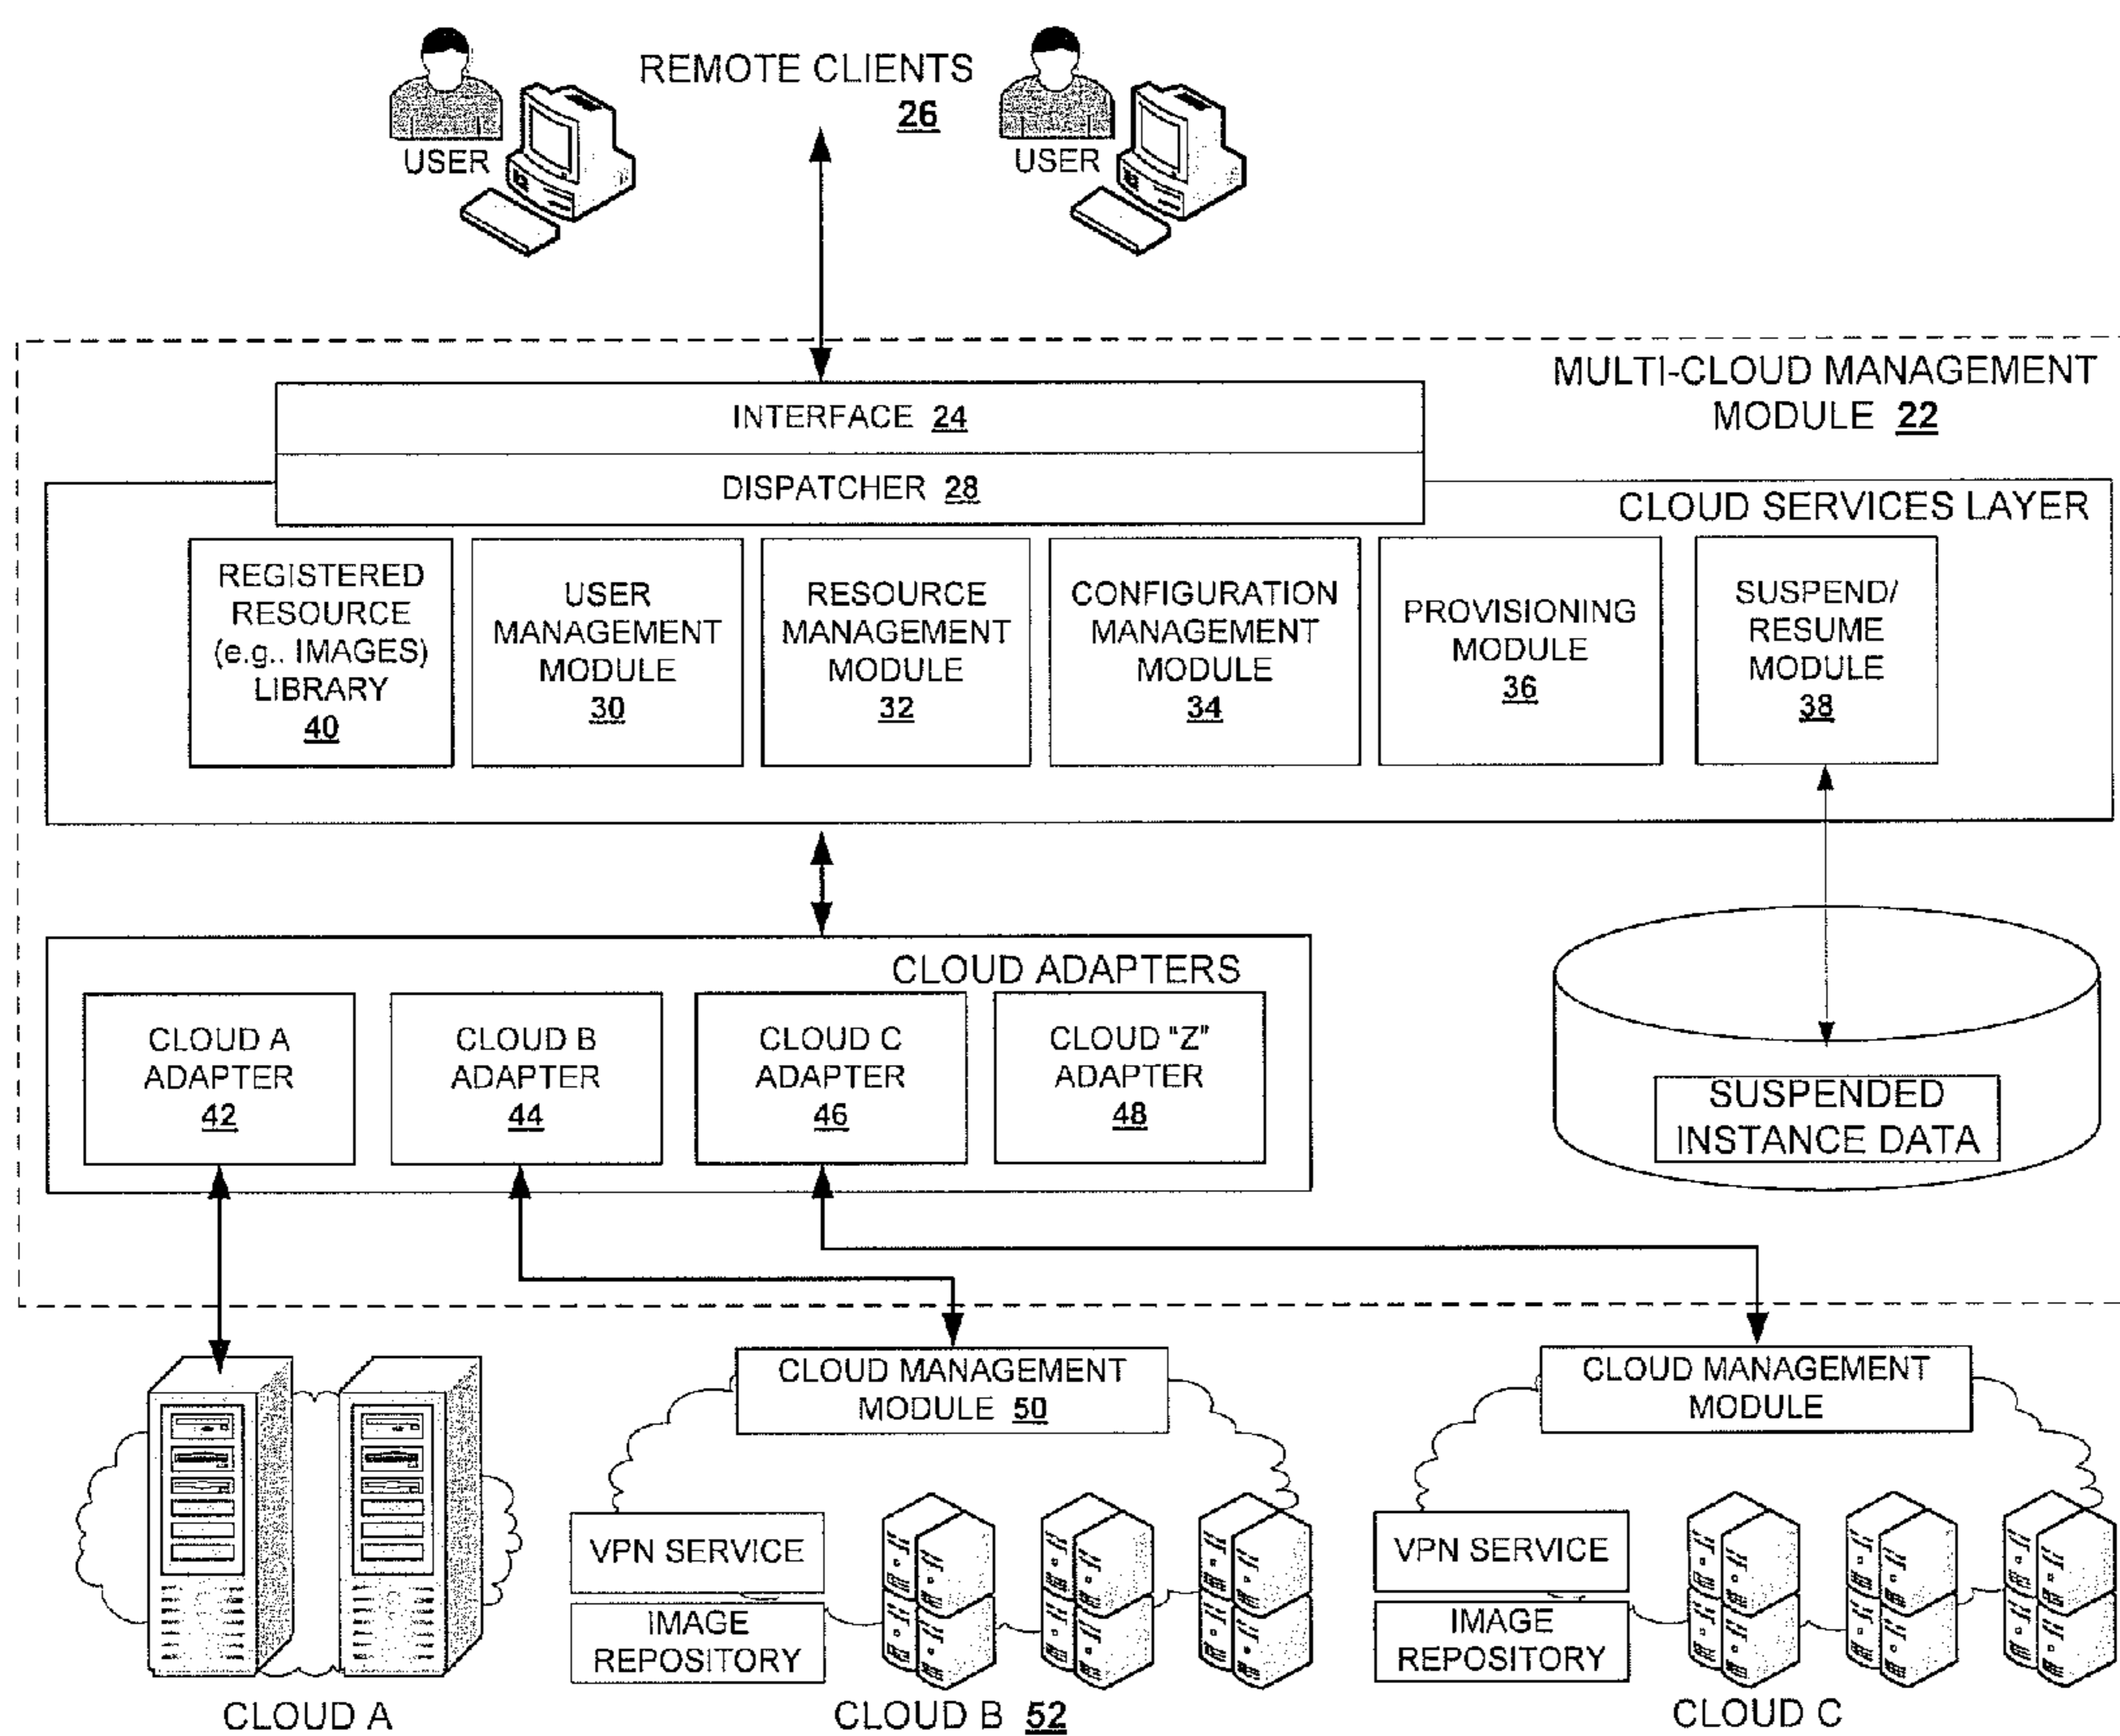 REMOTE CLIENTS
26
USER
USER
MULTI-CLOUD MANAGEMENT
MODULE 22
INTERFACE 24
DISPATCHER 28
CLOUD SERVICES LAYER
REGISTERED
RESOURCE
(e.g.. IMAGES)
LIBRARY
40
USER
MANAGEMENT
MODULE
30
RESOURCE
MANAGEMENT
MODULE
32
CONFIGURATION
MANAGEMENT
MODULE
34
PROVISIONING
MODULE
36
SUSPEND/
RESUME
MODULE
38
CLOUD ADAPTERS
CLOUD A
ADAPTER
42
CLOUD B
ADAPTER
44
CLOUD C
ADAPTER
46
CLOUD "Z"
ADAPTER
48
SUSPENDED
INSTANCE DATA
CLOUD MANAGEMENT
MODULE 50
CLOUD MANAGEMENT
MODULE
VPN SERVICE
IMAGE
REPOSITORY
VPN SERVICE
IMAGE
REPOSITORY
CLOUD A
CLOUD B 52
CLOUD C